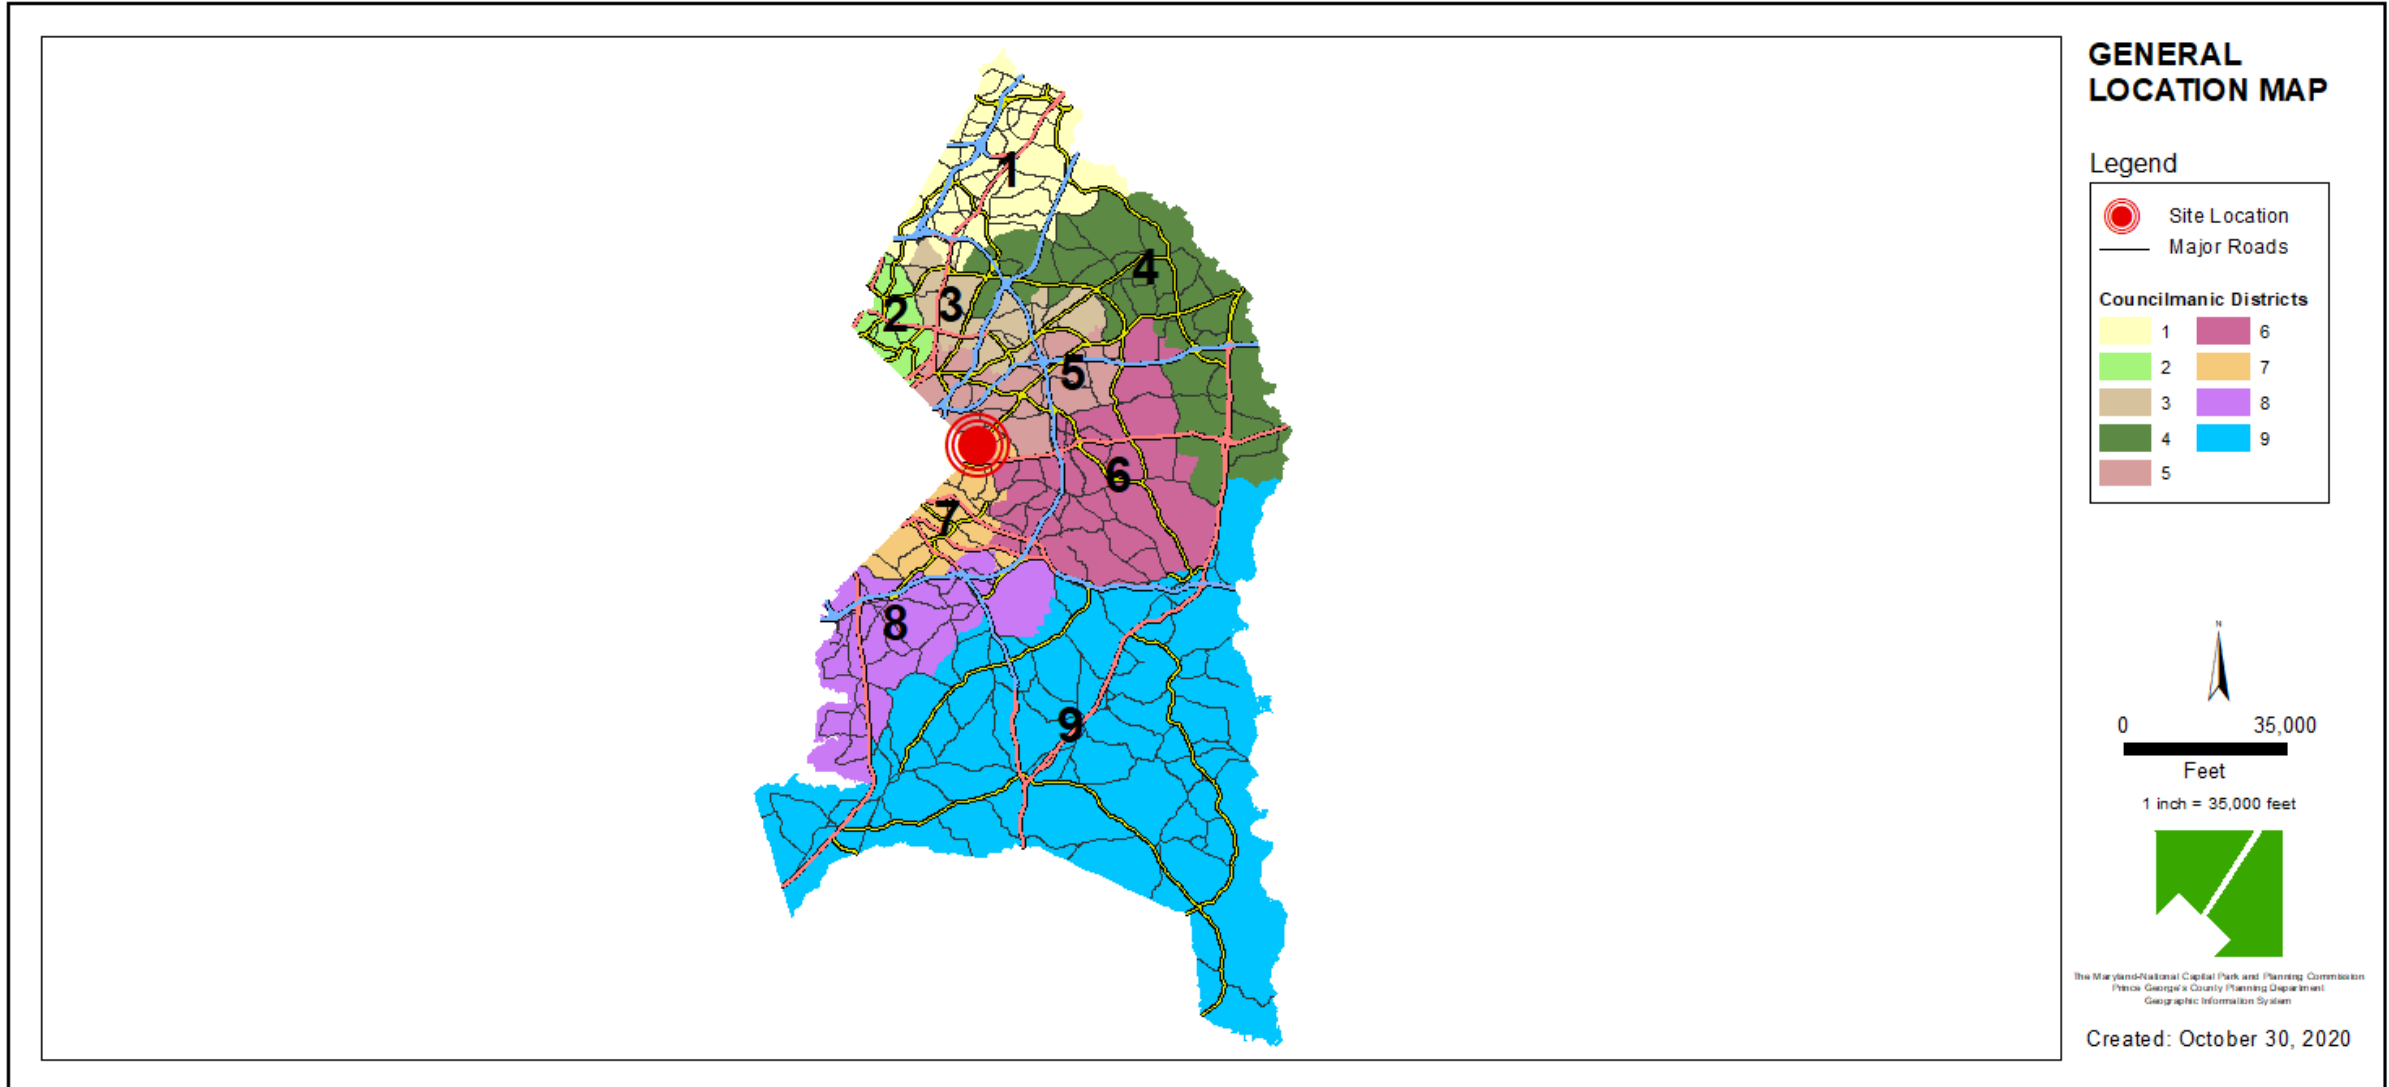 GENERAL
LOCATION MAP
Legend
Site Location
Major Roads
Councilmanic Districts
1 6
2 7
3 8
4 9
5
1
4
3
2
5
6
7
8
9
N
0 35,000
Feet
1 inch = 35,000 feet
The Maryland-National Capital Park and Planning Commission
Prince George's County Planning Department
Geographic Information System
Created: October 30, 2020